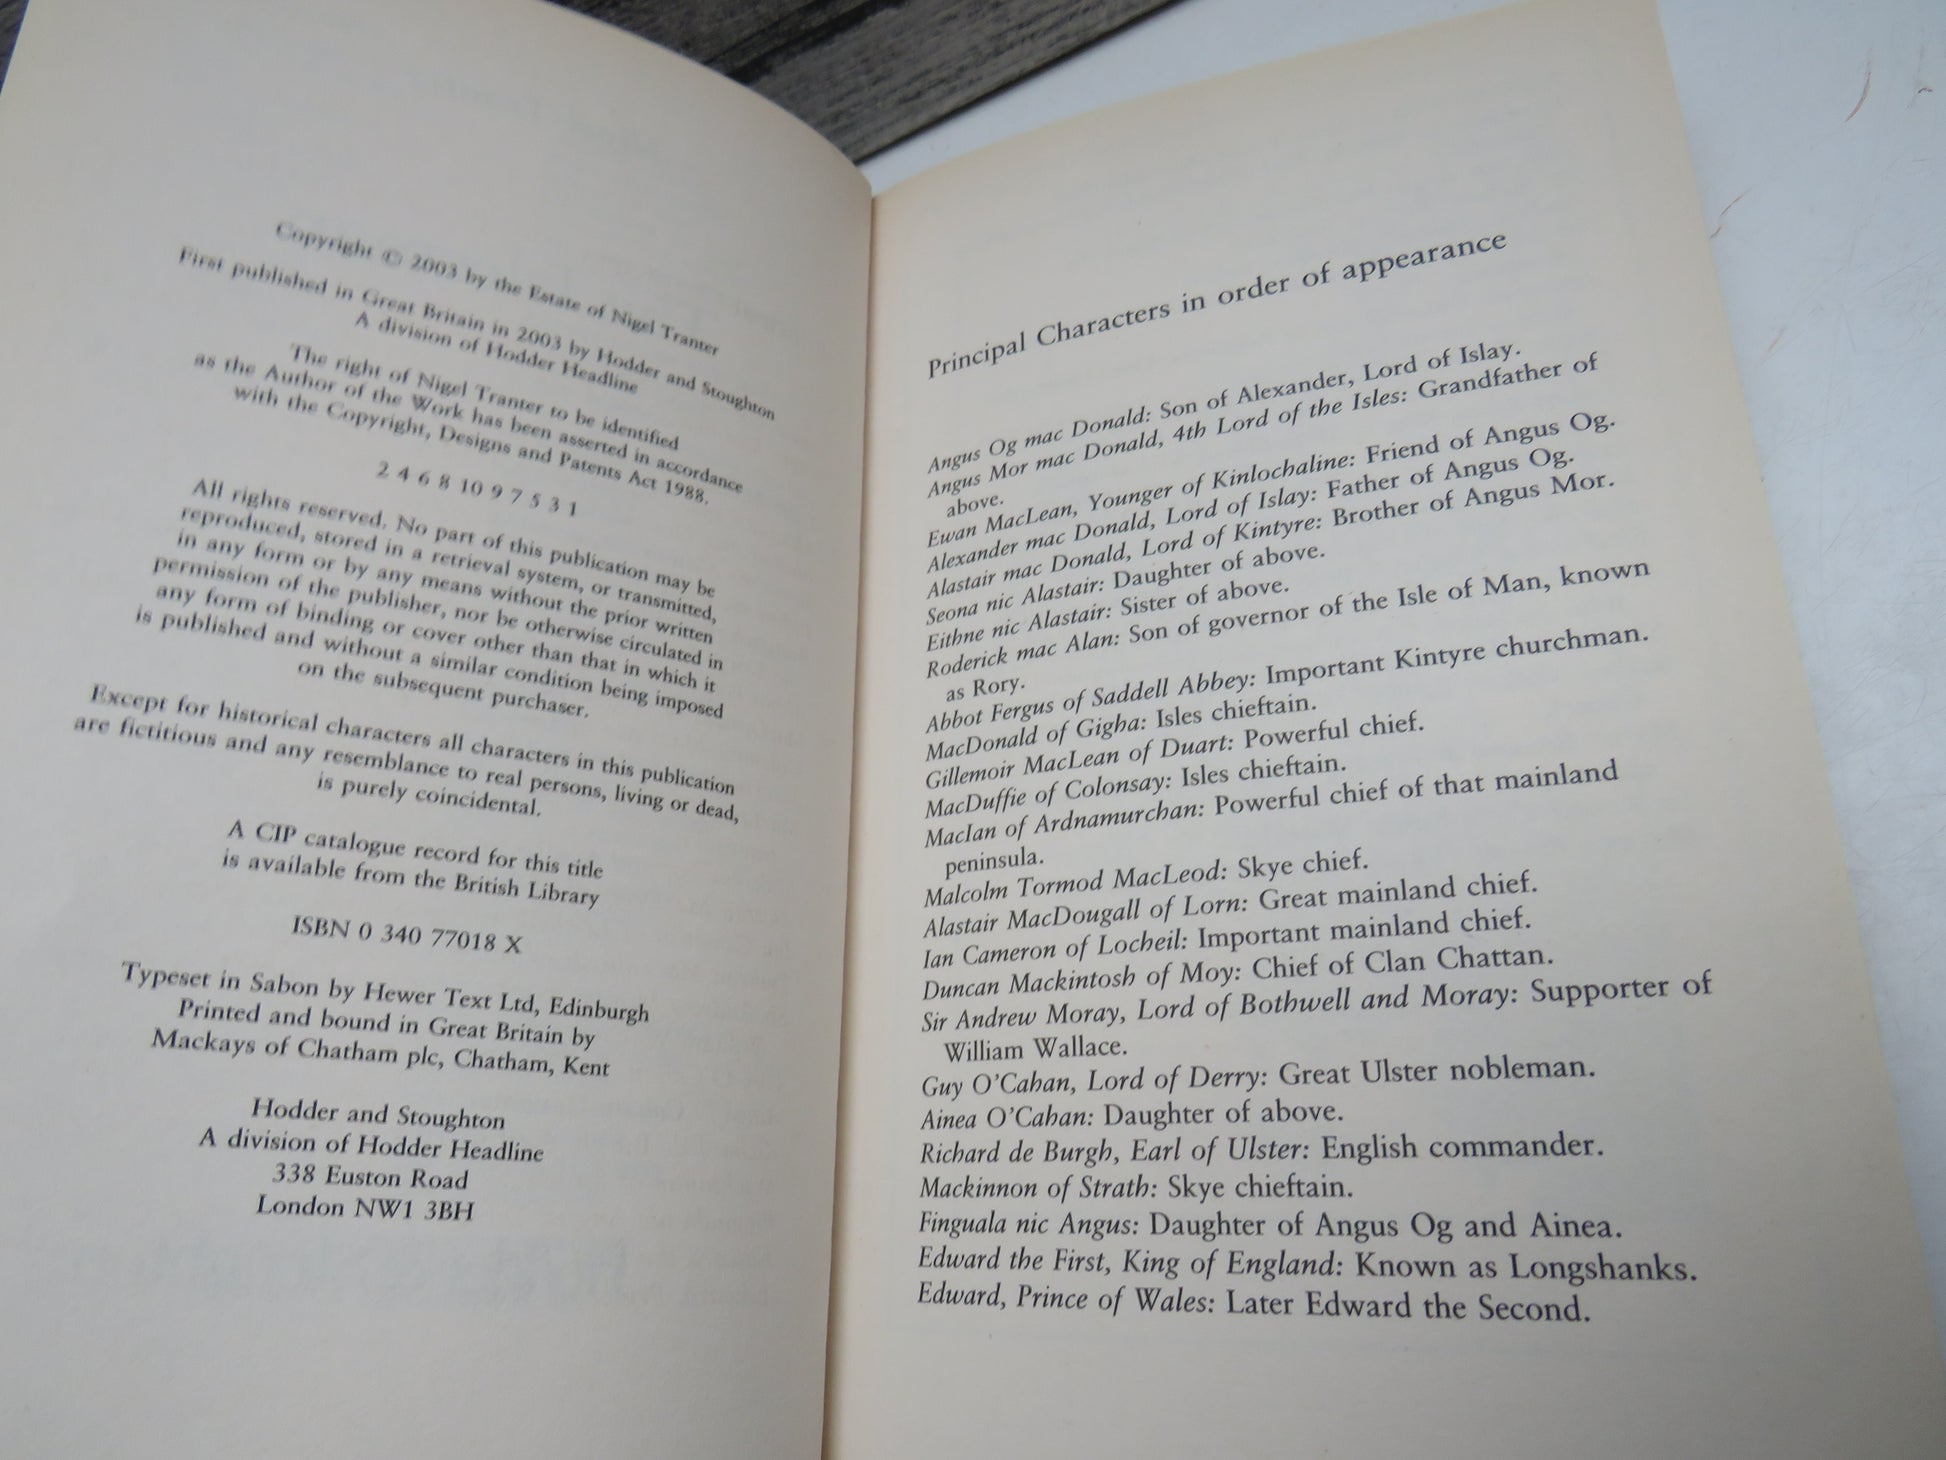 Copyright © 2003 by the Estate of Nigel Tranter
First published in Great Britain in 2003 by Hodder and Stoughton
A division of Hodder Headline
The right of Nigel Tranter to be identified
as the Author of the Work has been asserted in accordance
with the Copyright, Designs and Patents Act 1988.
2 4 6 8 10 9 7 5 3 1
All rights reserved. No part of this publication may be
reproduced, stored in a retrieval system, or transmitted,
in any form or by any means without the prior written
permission of the publisher, nor be otherwise circulated in
any form of binding or cover other than that in which it
is published and without a similar condition being imposed
on the subsequent purchaser.
Except for historical characters all characters in this publication
are fictitious and any resemblance to real persons, living or dead,
is purely coincidental.
A CIP catalogue record for this title
is available from the British Library
ISBN 0 340 77018 X
Typeset in Sabon by Hewer Text Ltd, Edinburgh
Printed and bound in Great Britain by
Mackays of Chatham plc, Chatham, Kent
Hodder and Stoughton
A division of Hodder Headline
338 Euston Road
London NW1 3BH
Principal Characters in order of appearance
Angus Og mac Donald: Son of Alexander, Lord of Islay.
Angus Mor mac Donald, 4th Lord of the Isles: Grandfather of
above.
Ewan MacLean, Younger of Kinlochaline: Friend of Angus Og.
Alexander mac Donald, Lord of Islay: Father of Angus Og.
Alastair mac Donald, Lord of Kintyre: Brother of Angus Mor.
Seona nic Alastair: Daughter of above.
Eithne nic Alastair: Sister of above.
Roderick mac Alan: Son of governor of the Isle of Man, known
as Rory.
Abbot Fergus of Saddell Abbey: Important Kintyre churchman.
MacDonald of Gigha: Isles chieftain.
Gillemoir MacLean of Duart: Powerful chief.
MacDuffie of Colonsay: Isles chieftain.
MacIan of Ardnamurchan: Powerful chief of that mainland
peninsula.
Malcolm Tormod MacLeod: Skye chief.
Alastair MacDougall of Lorn: Great mainland chief.
Ian Cameron of Locheil: Important mainland chief.
Duncan Mackintosh of Moy: Chief of Clan Chattan.
Sir Andrew Moray, Lord of Bothwell and Moray: Supporter of
William Wallace.
Guy O'Cahan, Lord of Derry: Great Ulster nobleman.
Ainea O'Cahan: Daughter of above.
Richard de Burgh, Earl of Ulster: English commander.
Mackinnon of Strath: Skye chieftain.
Finguala nic Angus: Daughter of Angus Og and Ainea.
Edward the First, King of England: Known as Longshanks.
Edward, Prince of Wales: Later Edward the Second.